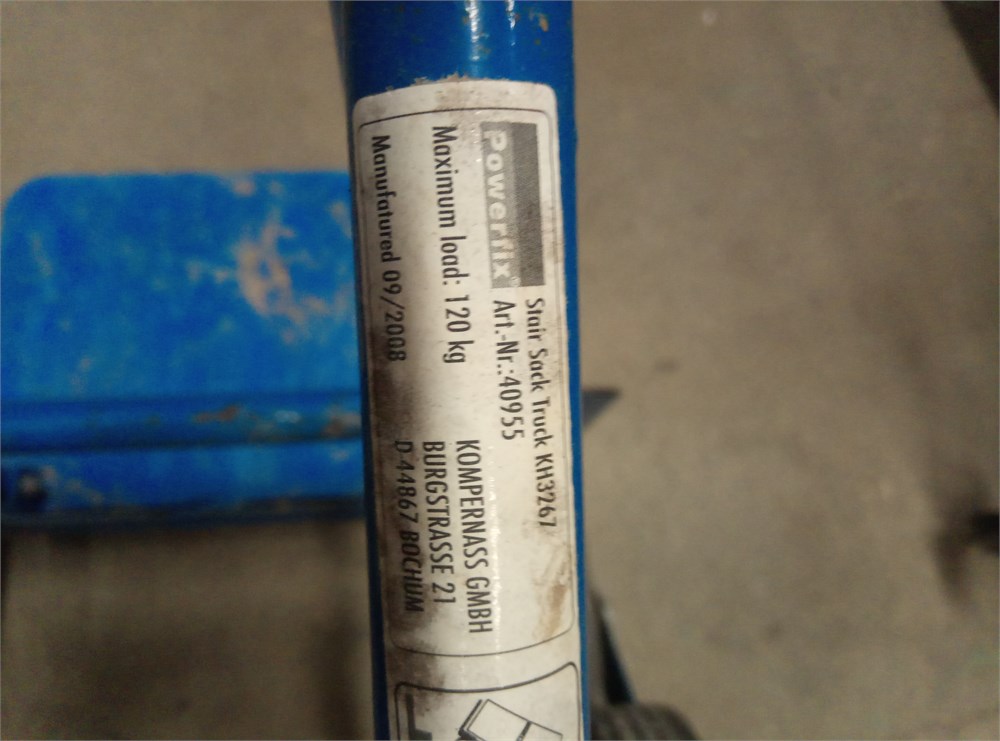 Powerfix®
Stair Sack Truck KH3267
Art.-Nr.:40955
Maximum load: 120 kg
Manufatured 09/2008
KOMPERNASS GMBH
BURGSTRASSE 21
D-44867 BOCHUM